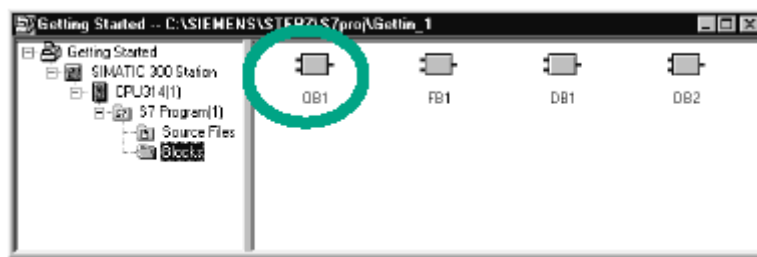 Getting Started -- C:\SIEMENS\STEP7\S7proj\Gettin_1
Getting Started
SIMATIC 300 Station
CPU314(1)
S7 Program(1)
Source Files
Blocks
OB1 FB1 DB1 DB2